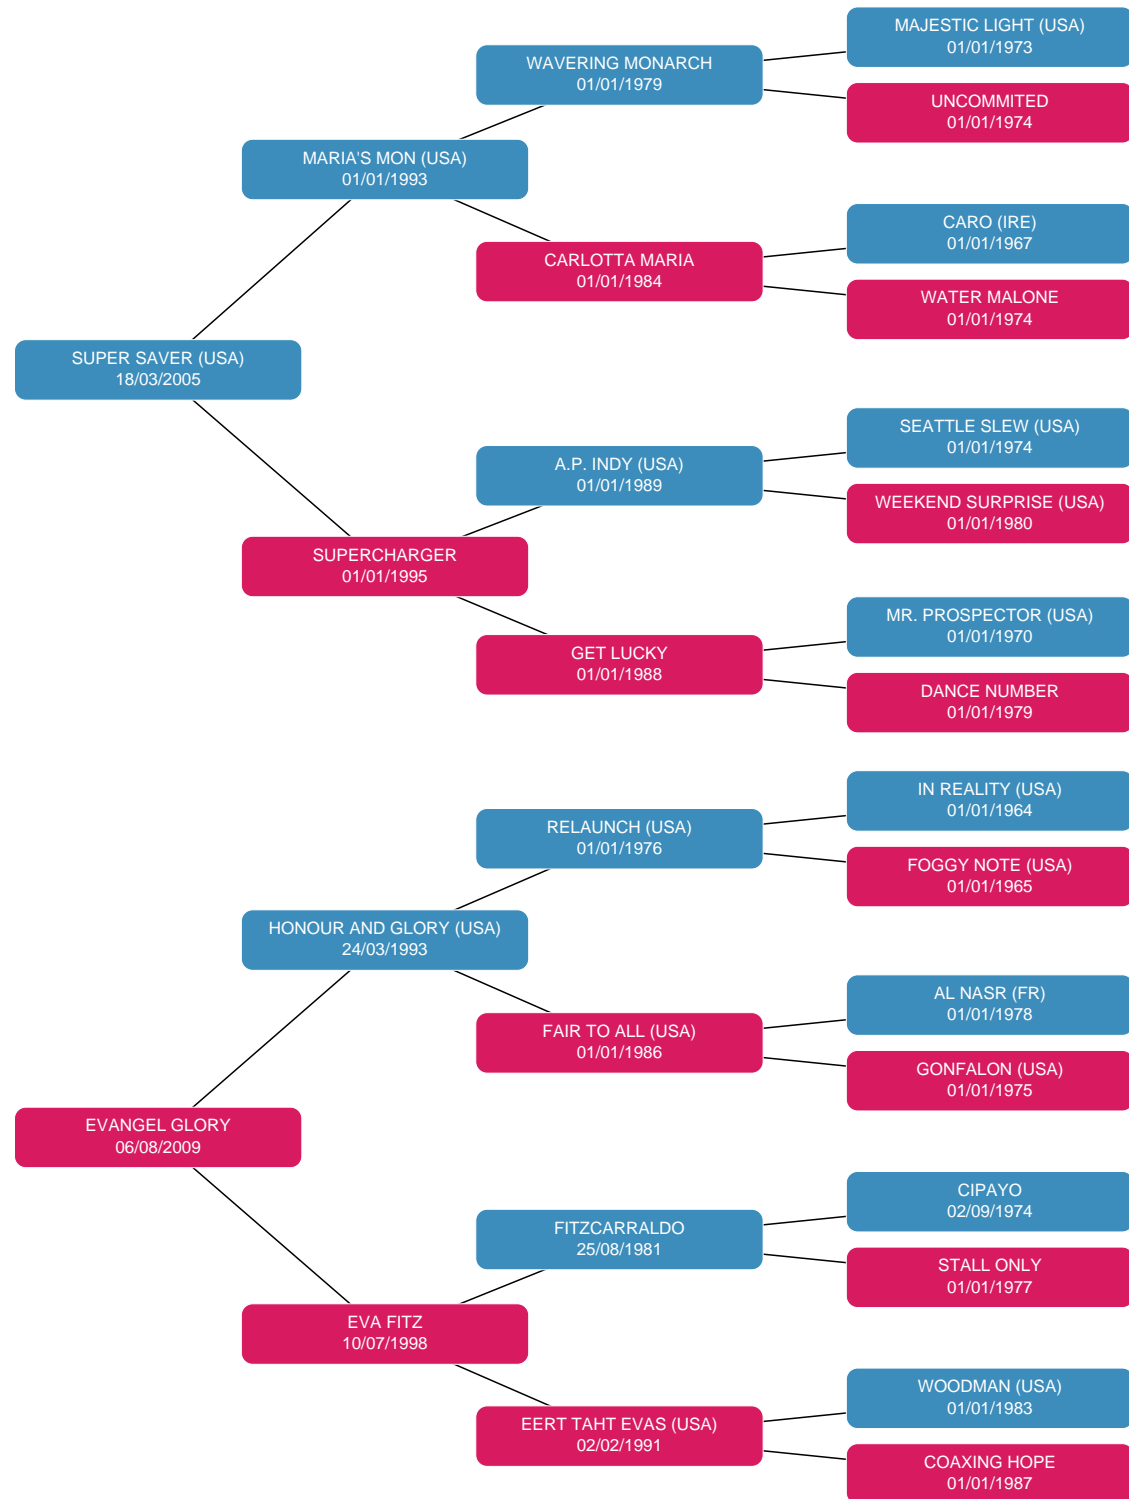 MAJESTIC LIGHT (USA)
01/01/1973
WAVERING MONARCH
01/01/1979
UNCOMMITED
01/01/1974
MARIA'S MON (USA)
01/01/1993
CARO (IRE)
01/01/1967
CARLOTTA MARIA
01/01/1984
WATER MALONE
01/01/1974
SUPER SAVER (USA)
18/03/2005
SEATTLE SLEW (USA)
01/01/1974
A.P. INDY (USA)
01/01/1989
WEEKEND SURPRISE (USA)
01/01/1980
SUPERCHARGER
01/01/1995
MR. PROSPECTOR (USA)
01/01/1970
GET LUCKY
01/01/1988
DANCE NUMBER
01/01/1979
IN REALITY (USA)
01/01/1964
RELAUNCH (USA)
01/01/1976
FOGGY NOTE (USA)
01/01/1965
HONOUR AND GLORY (USA)
24/03/1993
AL NASR (FR)
01/01/1978
FAIR TO ALL (USA)
01/01/1986
GONFALON (USA)
01/01/1975
EVANGEL GLORY
06/08/2009
CIPAYO
02/09/1974
FITZCARRALDO
25/08/1981
STALL ONLY
01/01/1977
EVA FITZ
10/07/1998
WOODMAN (USA)
01/01/1983
EERT TAHT EVAS (USA)
02/02/1991
COAXING HOPE
01/01/1987